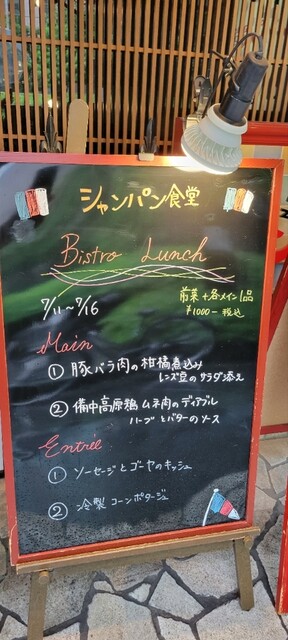 シャンパン食堂
Bistro Lunch
7/11～7/16
前菜+各メイン1品
¥1000- 税込
Main
① 豚バラ肉の柑橘煮込み
レンズ豆のサラダ添え
② 備中高原鶏ムネ肉のディアブル
ハーブとバターのソース
Entrée
① ソーセージとゴーヤのキッシュ
② 冷製コーンポタージュ